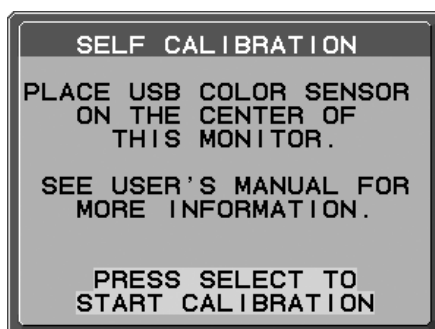 SELF CALIBRATION
PLACE USB COLOR SENSOR
ON THE CENTER OF
THIS MONITOR.
SEE USER'S MANUAL FOR
MORE INFORMATION.
PRESS SELECT TO
START CALIBRATION